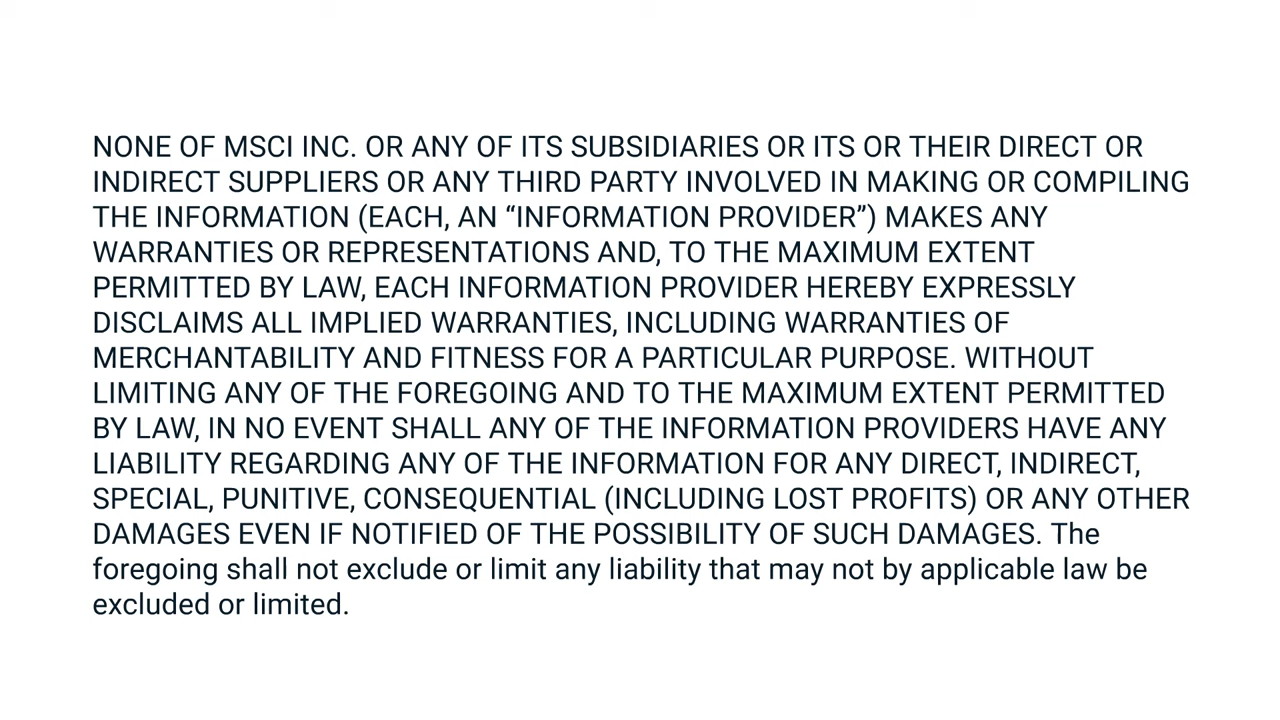 NONE OF MSCI INC. OR ANY OF ITS SUBSIDIARIES OR ITS OR THEIR DIRECT OR
INDIRECT SUPPLIERS OR ANY THIRD PARTY INVOLVED IN MAKING OR COMPILING
THE INFORMATION (EACH, AN “INFORMATION PROVIDER”) MAKES ANY
WARRANTIES OR REPRESENTATIONS AND, TO THE MAXIMUM EXTENT
PERMITTED BY LAW, EACH INFORMATION PROVIDER HEREBY EXPRESSLY
DISCLAIMS ALL IMPLIED WARRANTIES, INCLUDING WARRANTIES OF
MERCHANTABILITY AND FITNESS FOR A PARTICULAR PURPOSE. WITHOUT
LIMITING ANY OF THE FOREGOING AND TO THE MAXIMUM EXTENT PERMITTED
BY LAW, IN NO EVENT SHALL ANY OF THE INFORMATION PROVIDERS HAVE ANY
LIABILITY REGARDING ANY OF THE INFORMATION FOR ANY DIRECT, INDIRECT,
SPECIAL, PUNITIVE, CONSEQUENTIAL (INCLUDING LOST PROFITS) OR ANY OTHER
DAMAGES EVEN IF NOTIFIED OF THE POSSIBILITY OF SUCH DAMAGES. The
foregoing shall not exclude or limit any liability that may not by applicable law be
excluded or limited.